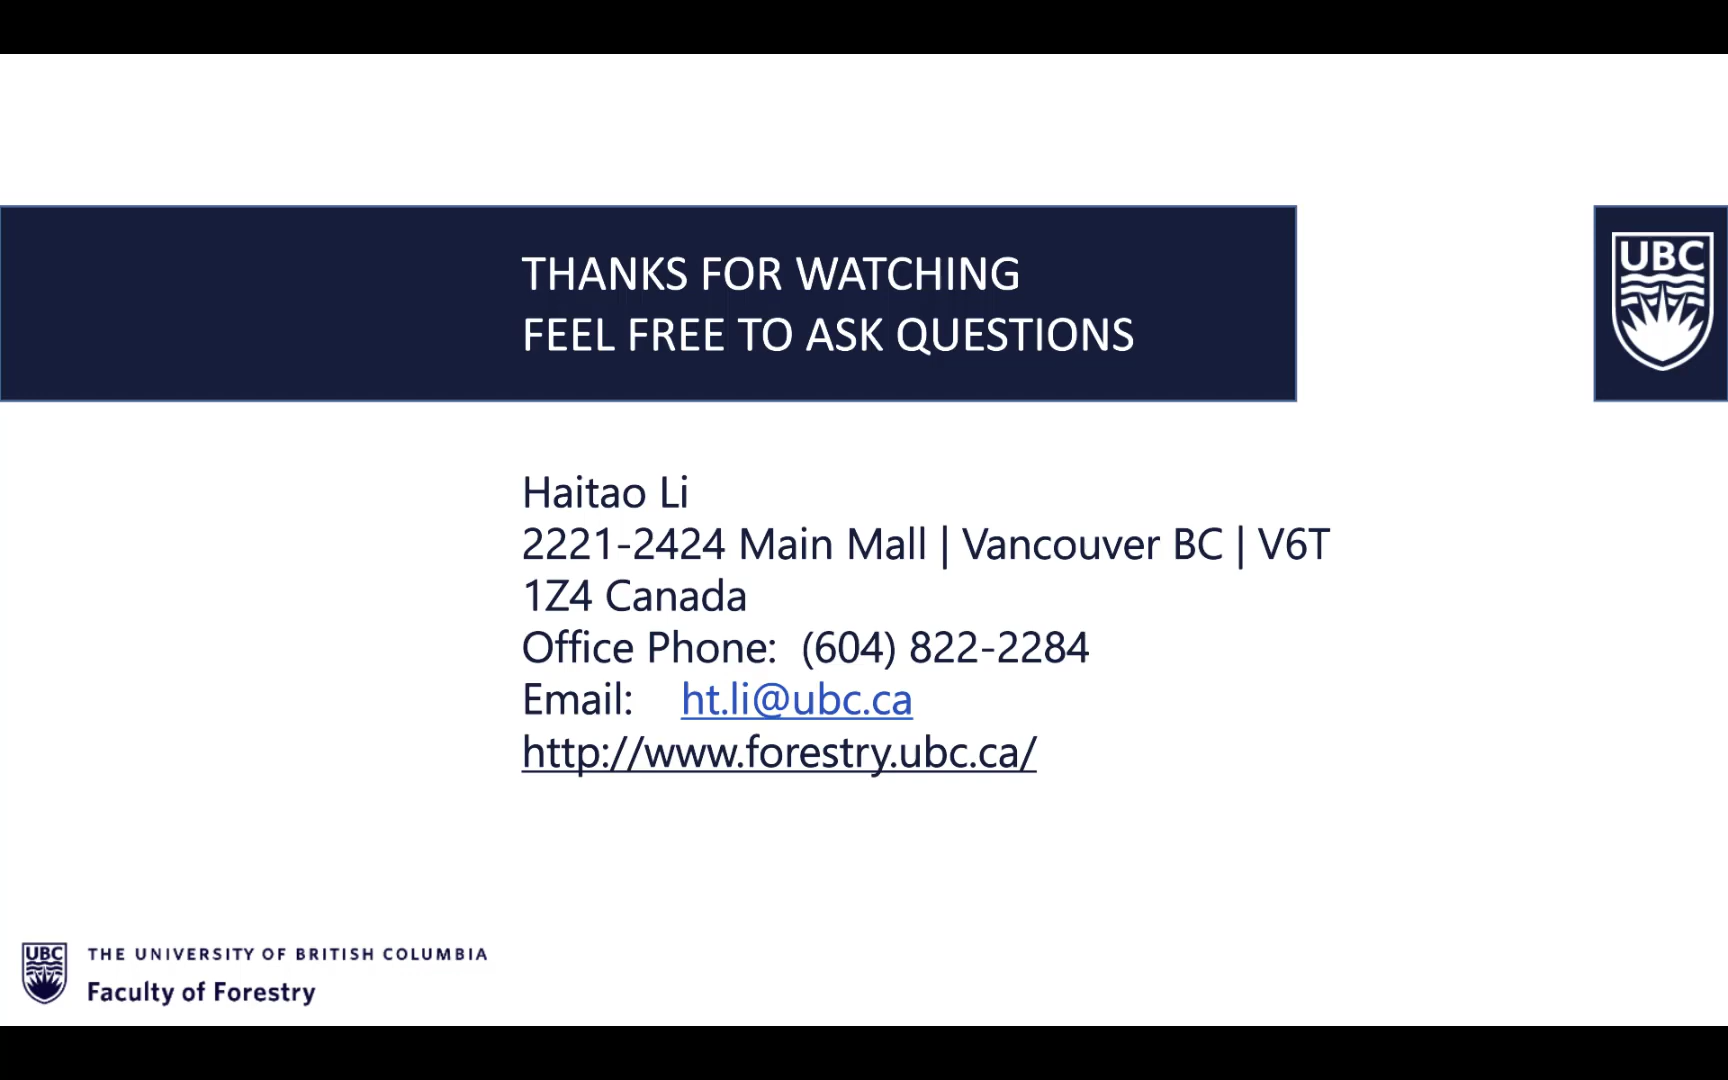 THANKS FOR WATCHING
FEEL FREE TO ASK QUESTIONS
UBC
Haitao Li
2221-2424 Main Mall | Vancouver BC | V6T
1Z4 Canada
Office Phone: (604) 822-2284
Email: ht.li@ubc.ca
http://www.forestry.ubc.ca/
UBC
THE UNIVERSITY OF BRITISH COLUMBIA
Faculty of Forestry